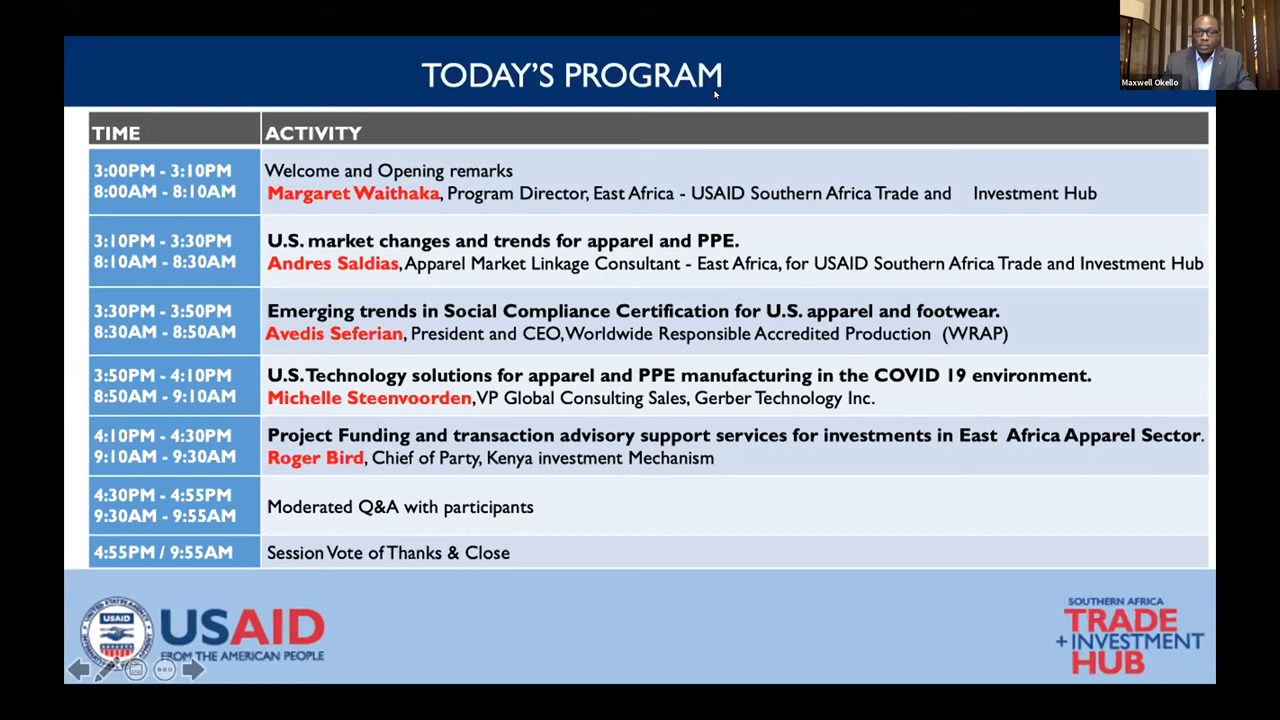 TODAY'S PROGRAM
Maxwell Okello
TIME ACTIVITY
3:00PM - 3:10PM Welcome and Opening remarks
8:00AM - 8:10AM Margaret Waithaka, Program Director, East Africa - USAID Southern Africa Trade and Investment Hub
3:10PM - 3:30PM U.S. market changes and trends for apparel and PPE.
8:10AM - 8:30AM Andres Saldias, Apparel Market Linkage Consultant - East Africa, for USAID Southern Africa Trade and Investment Hub
3:30PM - 3:50PM Emerging trends in Social Compliance Certification for U.S. apparel and footwear.
8:30AM - 8:50AM Avedis Seferian, President and CEO, Worldwide Responsible Accredited Production (WRAP)
3:50PM - 4:10PM U.S. Technology solutions for apparel and PPE manufacturing in the COVID 19 environment.
8:50AM - 9:10AM Michelle Steenvoorden, VP Global Consulting Sales, Gerber Technology Inc.
4:10PM - 4:30PM Project Funding and transaction advisory support services for investments in East Africa Apparel Sector.
9:10AM - 9:30AM Roger Bird, Chief of Party, Kenya investment Mechanism
4:30PM - 4:55PM
9:30AM - 9:55AM Moderated Q&A with participants
4:55PM / 9:55AM Session Vote of Thanks & Close
USAID
USAID
FROM THE AMERICAN PEOPLE
SOUTHERN AFRICA
TRADE
+INVESTMENT
HUB